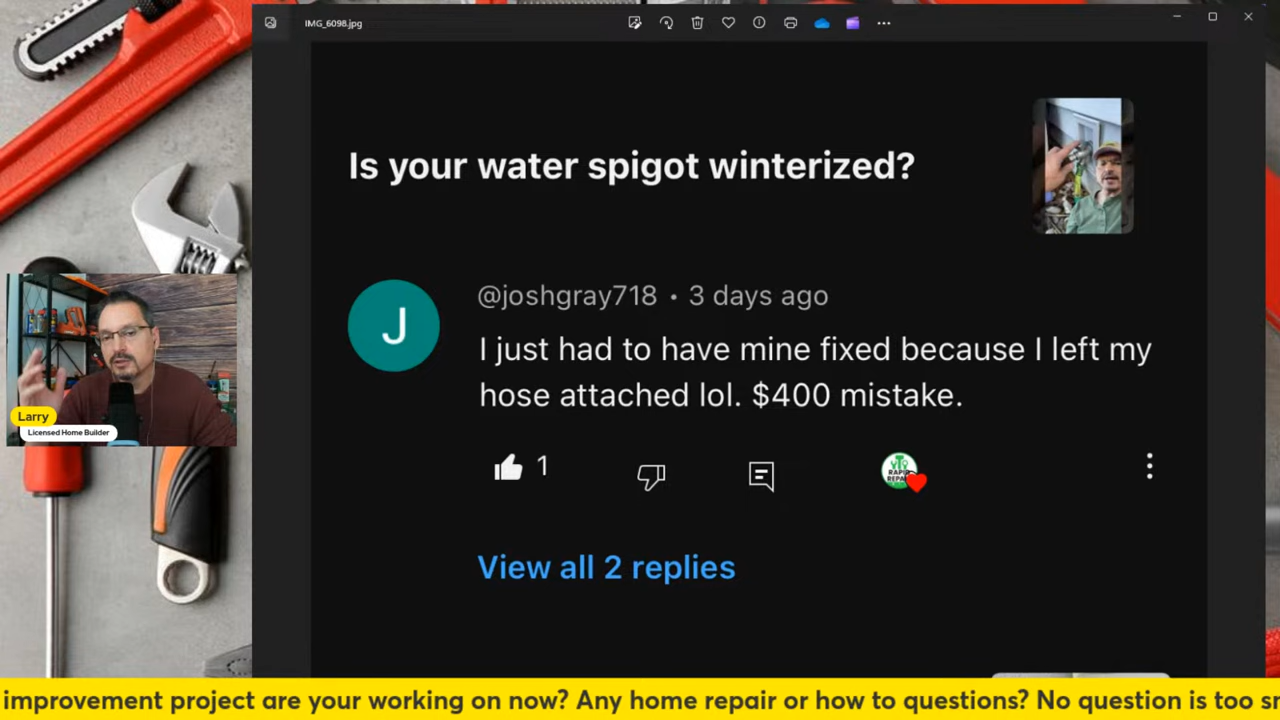 IMG_6098.jpg
Is your water spigot winterized?
J
@joshgray718 • 3 days ago
I just had to have mine fixed because I left my
hose attached lol. $400 mistake.
1
RAPID
REPAIR
View all 2 replies
Larry
Licensed Home Builder
improvement project are your working on now? Any home repair or how to questions? No question is too